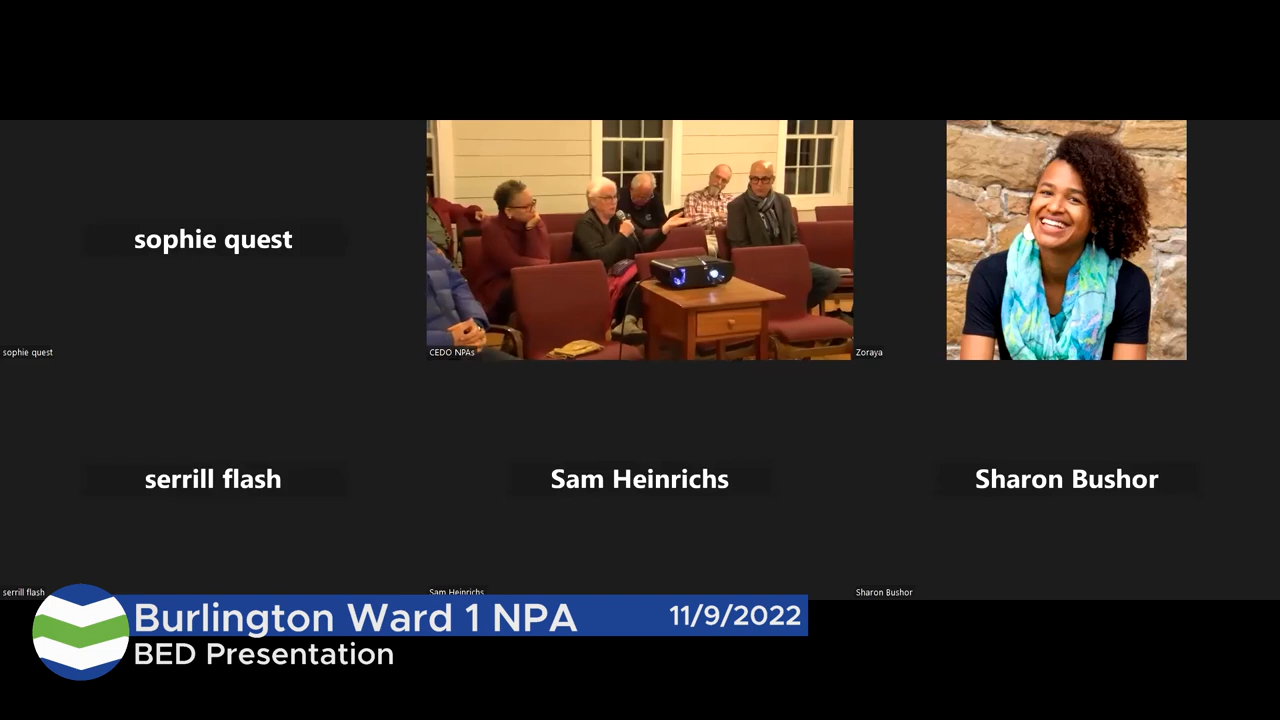 sophie quest
sophie quest
CEDO NPAs
Zoraya
serrill flash
Sam Heinrichs
Sharon Bushor
serrill flash
Sam Heinrichs
Sharon Bushor
Burlington Ward 1 NPA
11/9/2022
BED Presentation